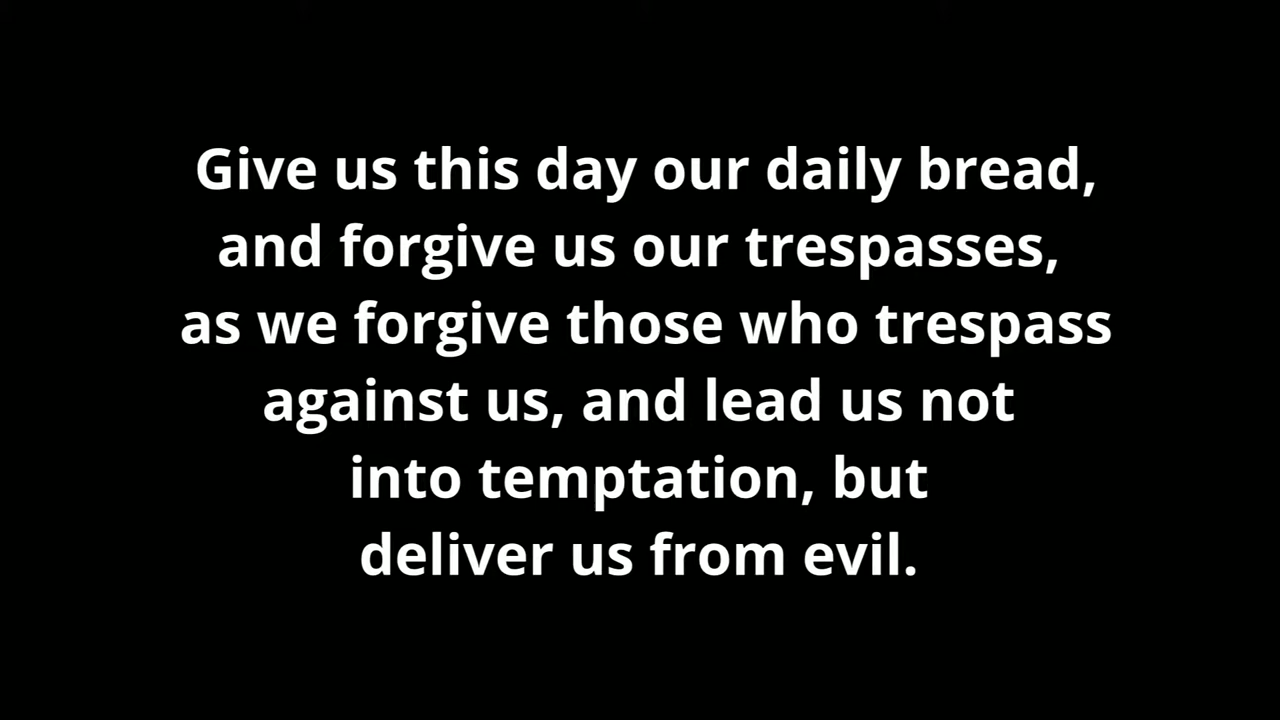 Give us this day our daily bread,
and forgive us our trespasses,
as we forgive those who trespass
against us, and lead us not
into temptation, but
deliver us from evil.